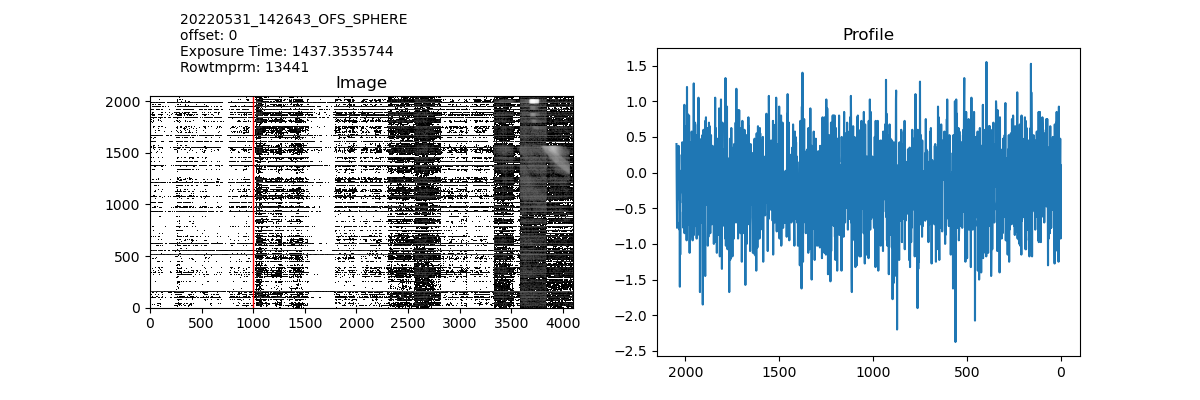 20220531_142643_OFS_SPHERE
offset: 0
Exposure Time: 1437.3535744
Rowtmprm: 13441
Image
Profile
2000
1500
1000
500
0
0 500 1000 1500 2000 2500 3000 3500 4000
1.5
1.0
0.5
0.0
−0.5
−1.0
−1.5
−2.0
−2.5
2000 1500 1000 500 0